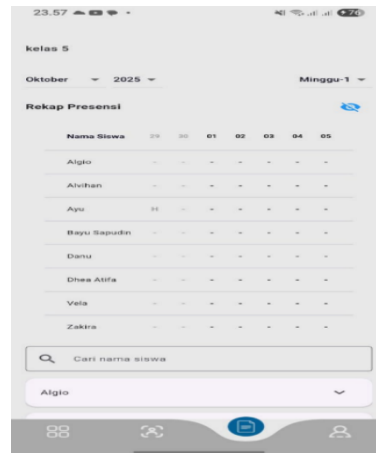 23.57
76
kelas 5
Oktober 2025 Minggu-1
Rekap Presensi
Nama Siswa 29 30 01 02 03 04 05
Algio - - - - - - -
Alvihan - - - - - - -
Ayu H - - - - - -
Bayu Sapudin - - - - - - -
Danu - - - - - - -
Dhea Atifa - - - - - - -
Vela - - - - - - -
Zakira - - - - - - -
Cari nama siswa
Algio